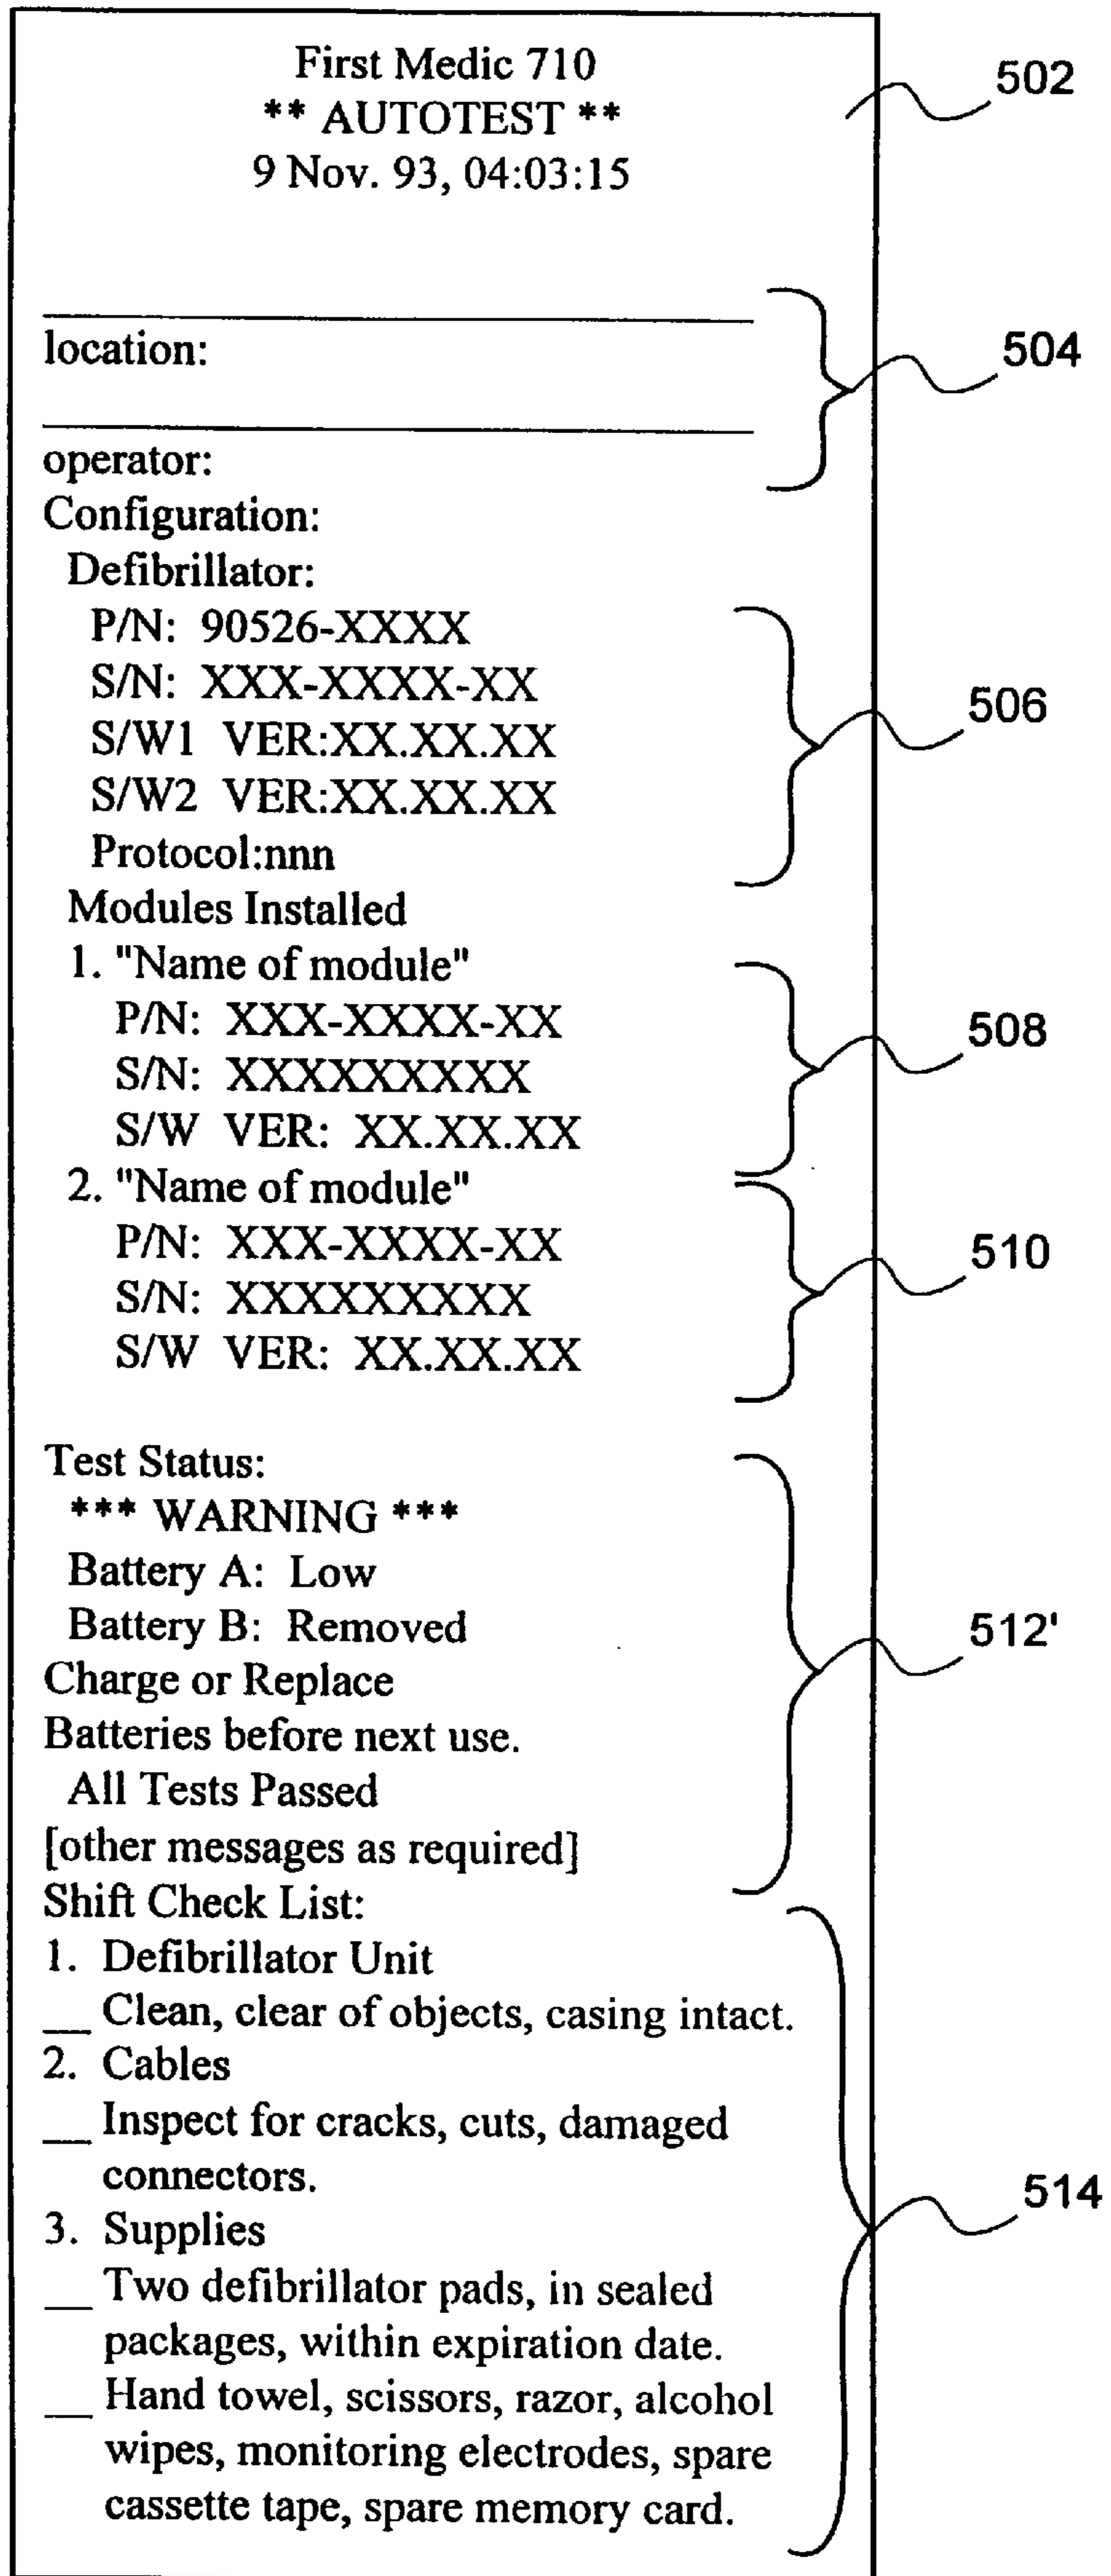 First Medic 710
** AUTOTEST **
9 Nov. 93, 04:03:15
502
location:
504
operator:
Configuration:
Defibrillator:
P/N: 90526-XXXX
S/N: XXX-XXXX-XX
S/W1 VER:XX.XX.XX
506
S/W2 VER:XX.XX.XX
Protocol:nnn
Modules Installed
1. "Name of module"
P/N: XXX-XXXX-XX
508
S/N: XXXXXXXXX
S/W VER: XX.XX.XX
2. "Name of module"
P/N: XXX-XXXX-XX
510
S/N: XXXXXXXXX
S/W VER: XX.XX.XX
Test Status:
*** WARNING ***
Battery A: Low
Battery B: Removed
512'
Charge or Replace
Batteries before next use.
All Tests Passed
[other messages as required]
Shift Check List:
1. Defibrillator Unit
__ Clean, clear of objects, casing intact.
2. Cables
__ Inspect for cracks, cuts, damaged
connectors.
514
3. Supplies
__ Two defibrillator pads, in sealed
packages, within expiration date.
__ Hand towel, scissors, razor, alcohol
wipes, monitoring electrodes, spare
cassette tape, spare memory card.